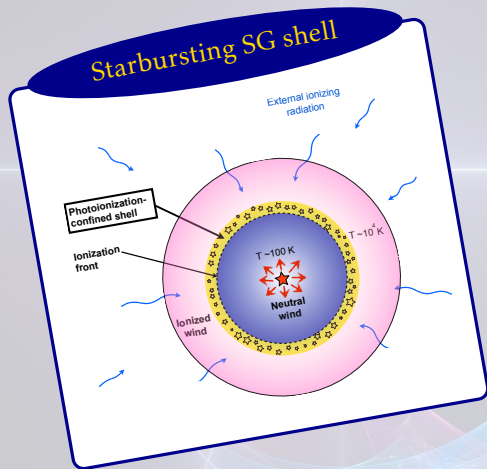 Starbursting SG shell
External ionizing
radiation
Photoionization-
confined shell
Ionization
front
T ~100 K
T ~10⁴ K
Neutral
wind
Ionized
wind